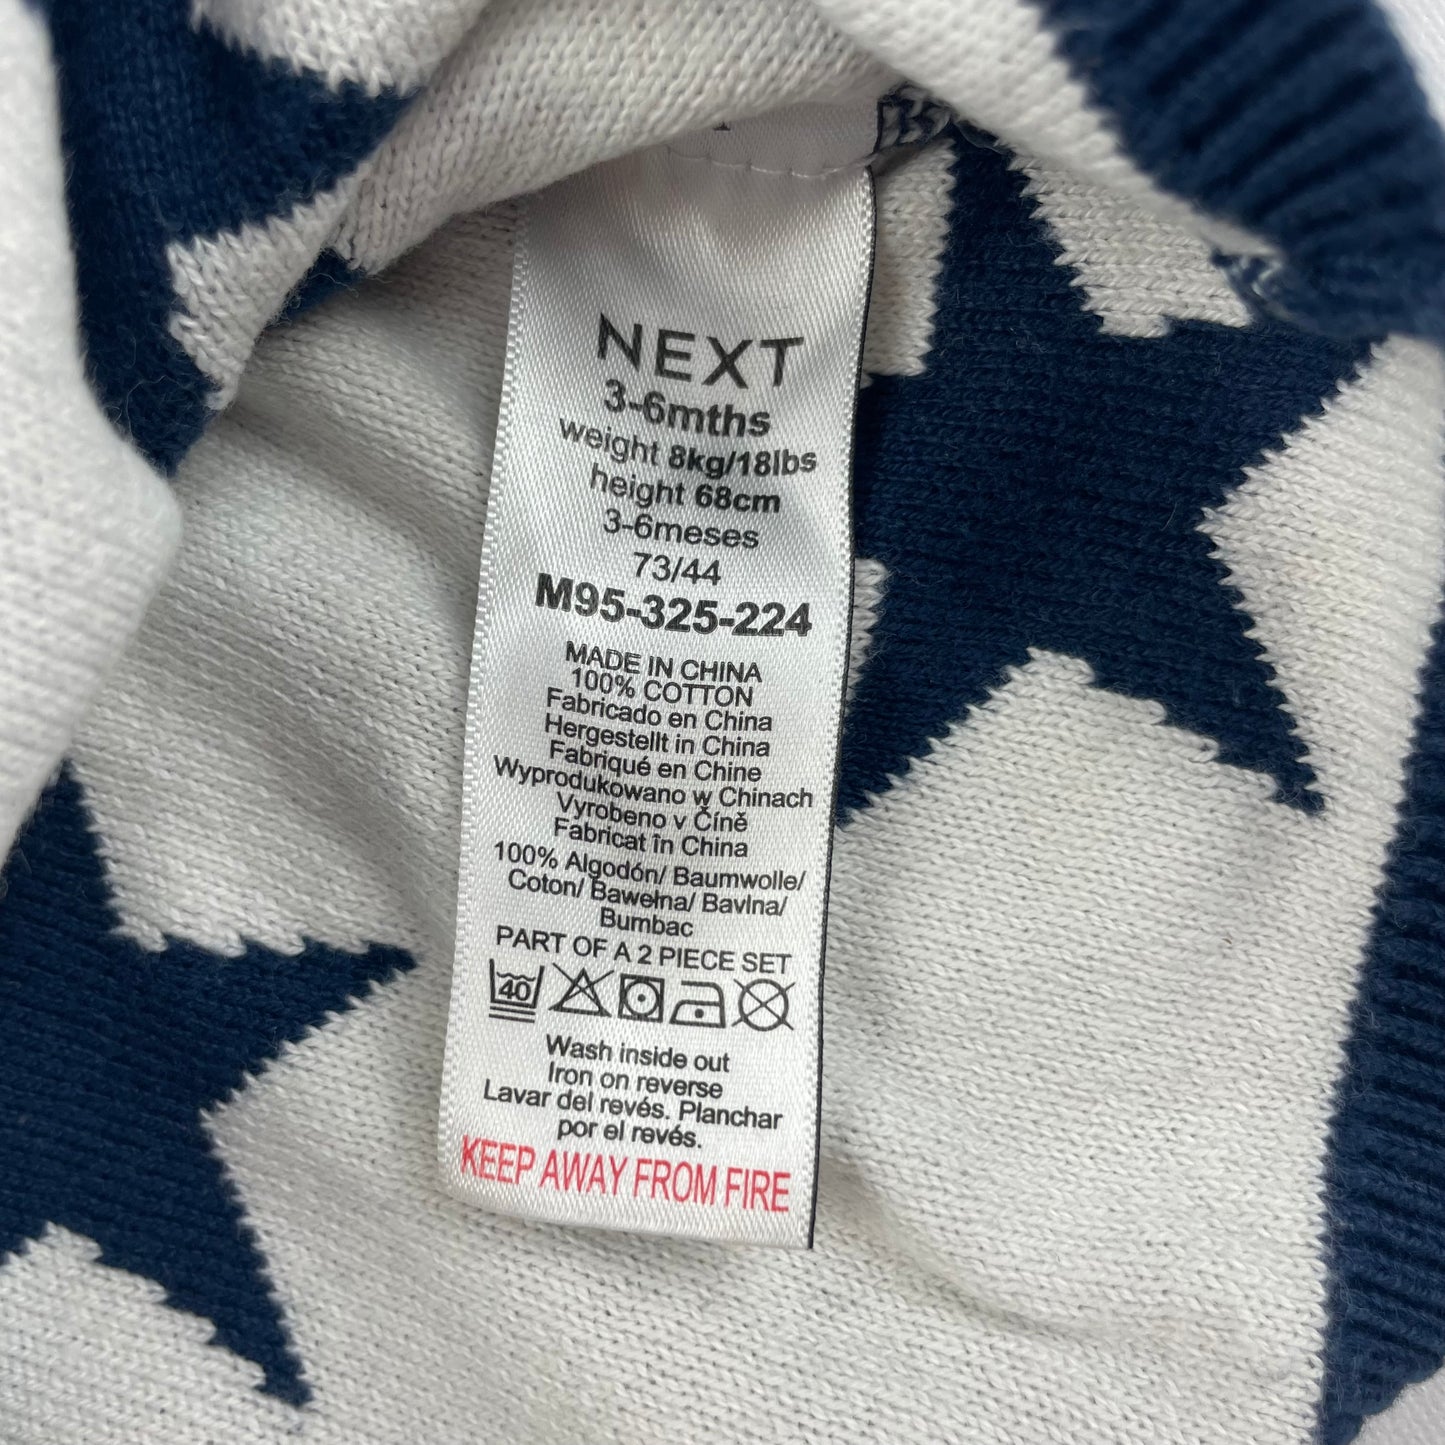 NEXT
3-6mths
weight 8kg/18lbs
height 68cm
3-6meses
73/44
M95-325-224
MADE IN CHINA
100% COTTON
Fabricado en China
Hergestellt in China
Fabriqué en Chine
Wyprodukowano w Chinach
Vyrobeno v Číně
Fabricat în China
100% Algodón/ Baumwolle/
Coton/ Bawełna/ Bavlna/
Bumbac
PART OF A 2 PIECE SET
40
Wash inside out
Iron on reverse
Lavar del revés. Planchar
por el revés.
KEEP AWAY FROM FIRE